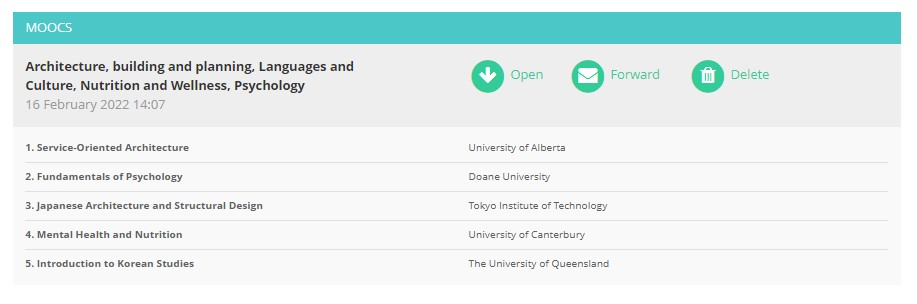 MOOCS
Architecture, building and planning, Languages and
Culture, Nutrition and Wellness, Psychology
16 February 2022 14:07
Open
Forward
Delete
1. Service-Oriented Architecture University of Alberta
2. Fundamentals of Psychology Doane University
3. Japanese Architecture and Structural Design Tokyo Institute of Technology
4. Mental Health and Nutrition University of Canterbury
5. Introduction to Korean Studies The University of Queensland